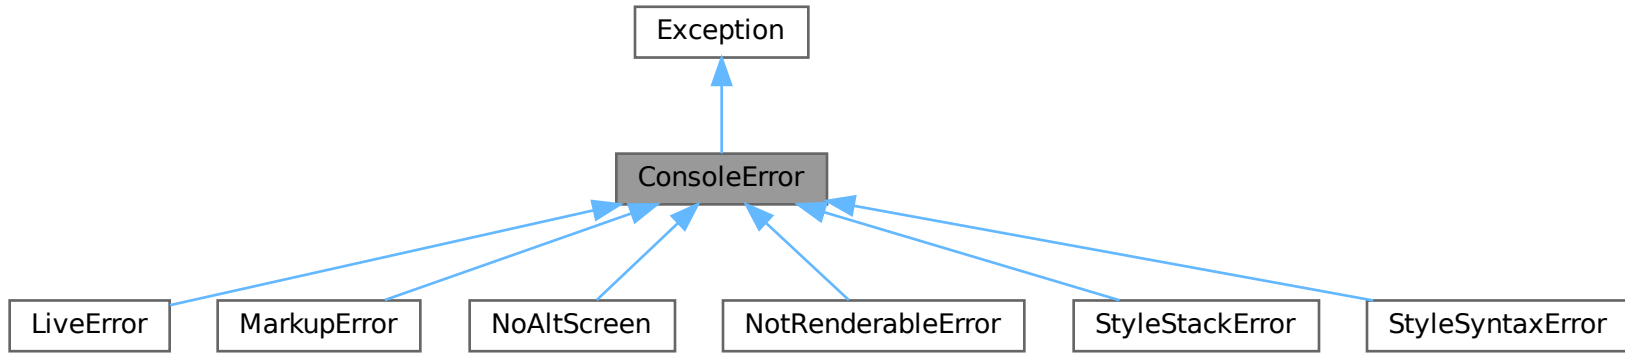 Exception
ConsoleError
LiveError
MarkupError
NoAltScreen
NotRenderableError
StyleStackError
StyleSyntaxError